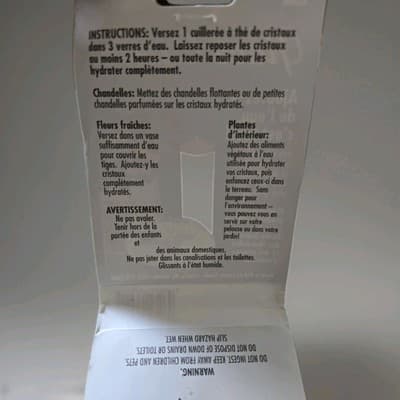 INSTRUCTIONS: Versez 1 cuillerée à thé de cristaux
dans 3 verres d'eau. Laissez reposer les cristaux
au moins 2 heures – ou toute la nuit pour les
hydrater complètement.
Chandelles: Mettez des chandelles flottantes ou de petites
chandelles parfumées sur les cristaux hydratés.
Fleurs fraîches:
Versez dans un vase
suffisamment d'eau
pour couvrir les
tiges. Ajoutez-y les
cristaux
complètement
hydratés.
Plantes
d'intérieur:
Ajoutez des aliments
végétaux à l'eau
utilisée pour hydrater
vos cristaux, puis
enfoncez ceux-ci dans
le terreau. Sans
danger pour
l'environnement –
vous pouvez vous en
servir sur votre
pelouse ou dans votre
jardin!
AVERTISSEMENT:
Ne pas avaler.
Tenir hors de la
portée des enfants
et
des animaux domestiques.
Ne pas jeter dans les canalisations et les toilettes.
Glissants à l'état humide.
WARNING.
DO NOT INGEST. KEEP AWAY FROM CHILDREN AND PETS.
DO NOT DISPOSE OF DOWN DRAINS OR TOILETS.
SLIP HAZARD WHEN WET.